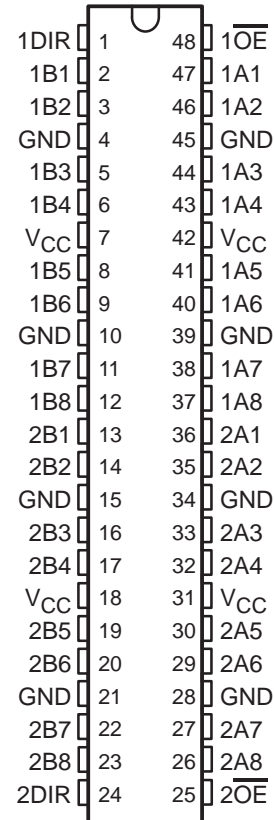 1DIR 1 48 1O̅E̅
1B1 2 47 1A1
1B2 3 46 1A2
GND 4 45 GND
1B3 5 44 1A3
1B4 6 43 1A4
VCC 7 42 VCC
1B5 8 41 1A5
1B6 9 40 1A6
GND 10 39 GND
1B7 11 38 1A7
1B8 12 37 1A8
2B1 13 36 2A1
2B2 14 35 2A2
GND 15 34 GND
2B3 16 33 2A3
2B4 17 32 2A4
VCC 18 31 VCC
2B5 19 30 2A5
2B6 20 29 2A6
GND 21 28 GND
2B7 22 27 2A7
2B8 23 26 2A8
2DIR 24 25 2O̅E̅